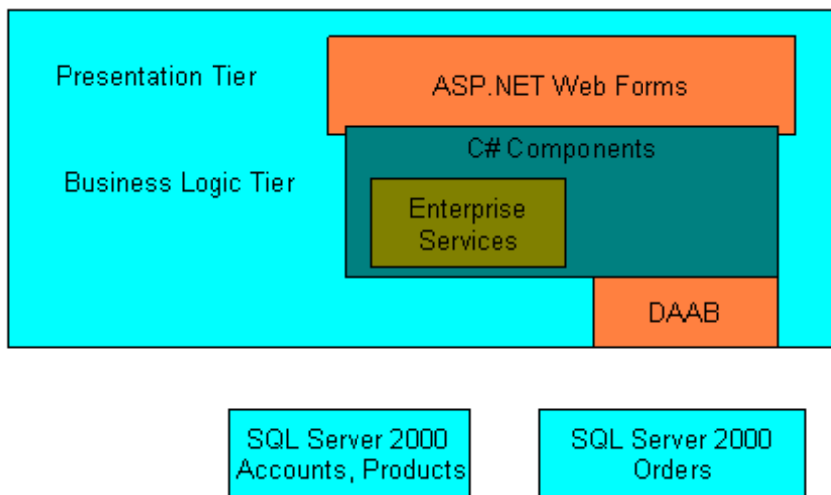 Presentation Tier
ASP.NET Web Forms
C# Components
Business Logic Tier
Enterprise
Services
DAAB
SQL Server 2000
Accounts, Products
SQL Server 2000
Orders